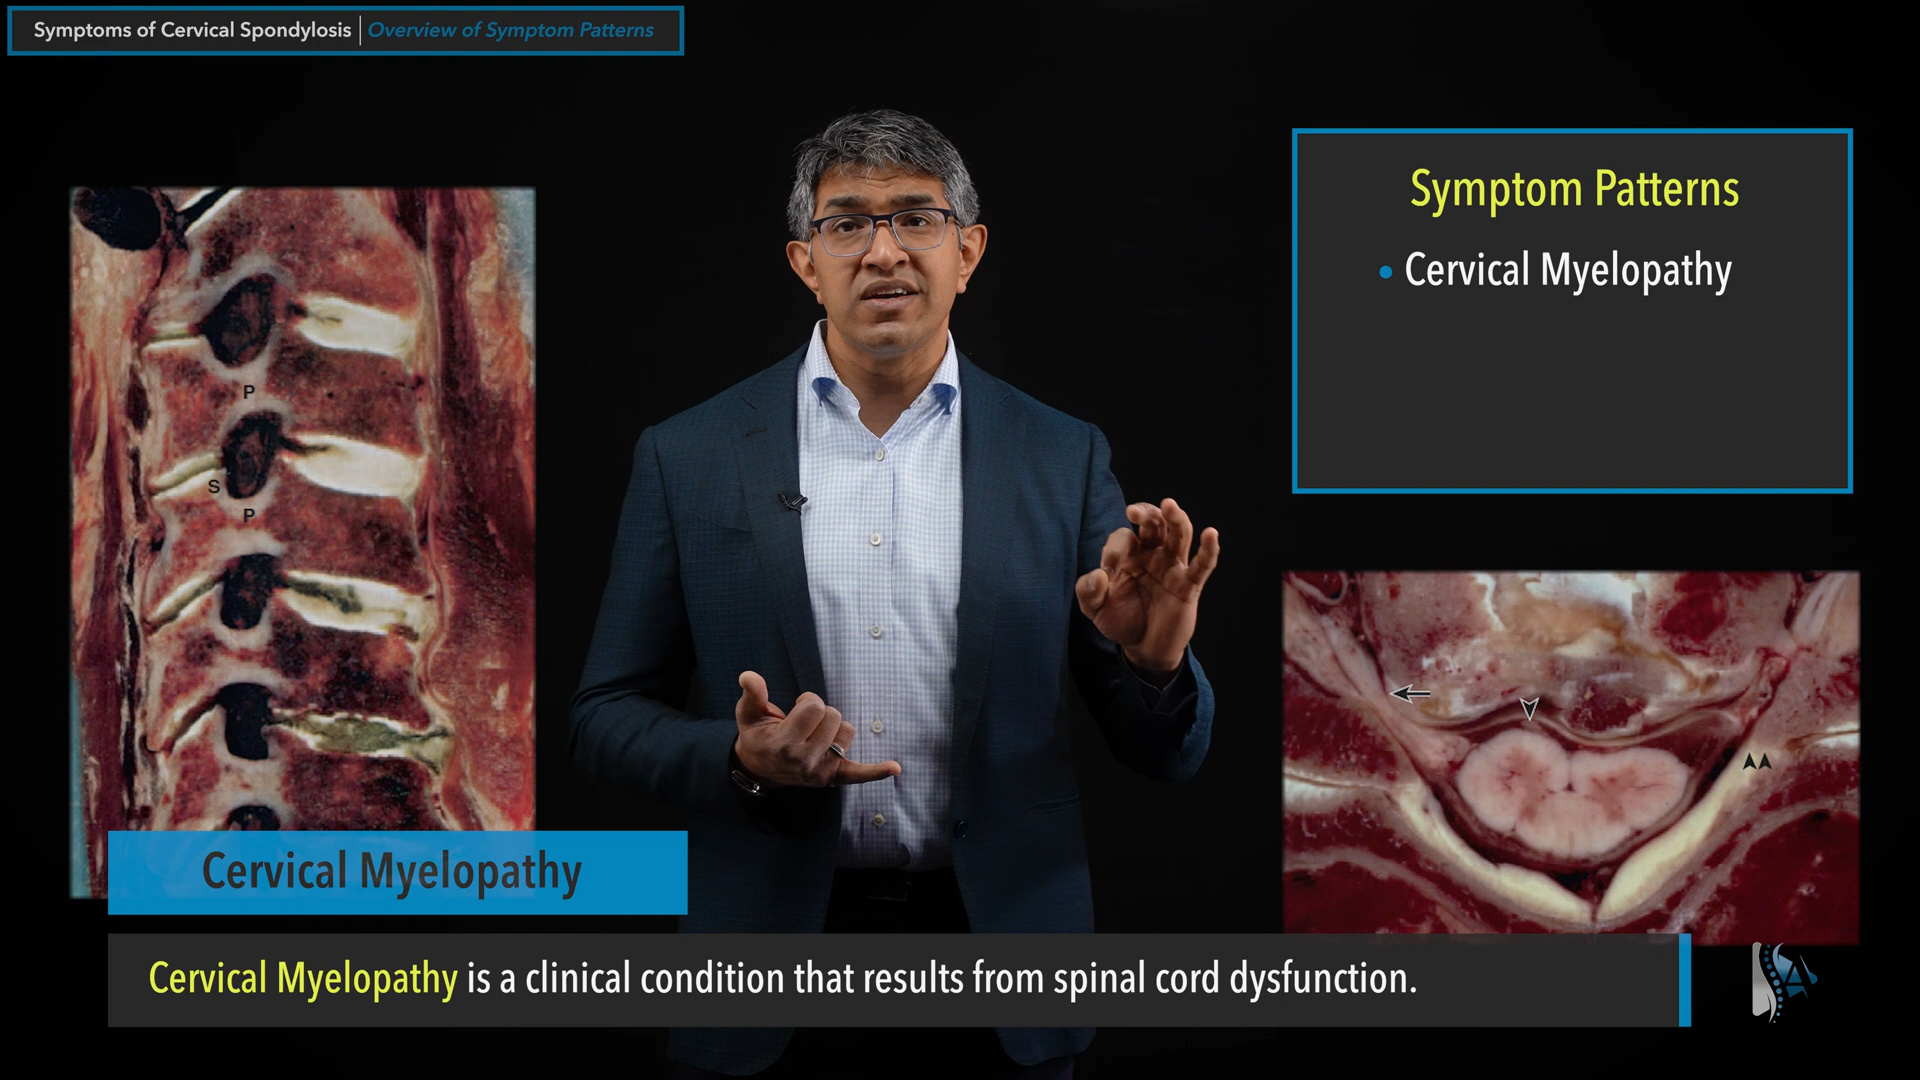 Symptoms of Cervical Spondylosis | Overview of Symptom Patterns
Symptom Patterns
• Cervical Myelopathy
P
S
P
Cervical Myelopathy
Cervical Myelopathy is a clinical condition that results from spinal cord dysfunction.